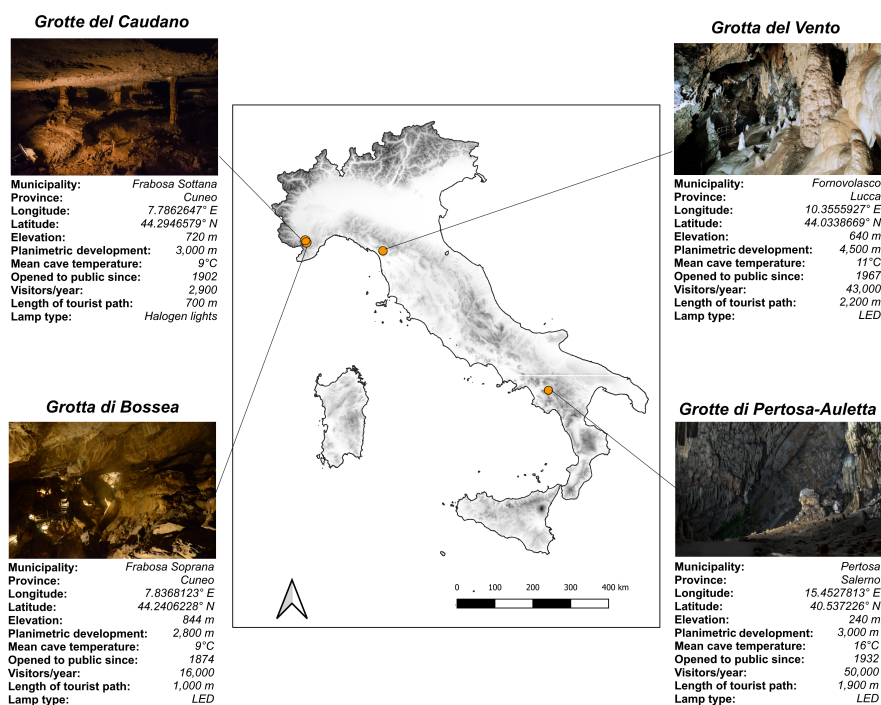 Grotte del Caudano
Municipality: Frabosa Sottana
Province: Cuneo
Longitude: 7.7862647° E
Latitude: 44.2946579° N
Elevation: 720 m
Planimetric development: 3,000 m
Mean cave temperature: 9°C
Opened to public since: 1902
Visitors/year: 2,900
Length of tourist path: 700 m
Lamp type: Halogen lights
Grotta del Vento
Municipality: Fornovolasco
Province: Lucca
Longitude: 10.3555927° E
Latitude: 44.0338669° N
Elevation: 640 m
Planimetric development: 4,500 m
Mean cave temperature: 11°C
Opened to public since: 1967
Visitors/year: 43,000
Length of tourist path: 2,200 m
Lamp type: LED
Grotta di Bossea
Municipality: Frabosa Soprana
Province: Cuneo
Longitude: 7.8368123° E
Latitude: 44.2406228° N
Elevation: 844 m
Planimetric development: 2,800 m
Mean cave temperature: 9°C
Opened to public since: 1874
Visitors/year: 16,000
Length of tourist path: 1,000 m
Lamp type: LED
0 100 200 300 400 km
Grotte di Pertosa-Auletta
Municipality: Pertosa
Province: Salerno
Longitude: 15.4527813° E
Latitude: 40.537226° N
Elevation: 240 m
Planimetric development: 3,000 m
Mean cave temperature: 16°C
Opened to public since: 1932
Visitors/year: 50,000
Length of tourist path: 1,900 m
Lamp type: LED